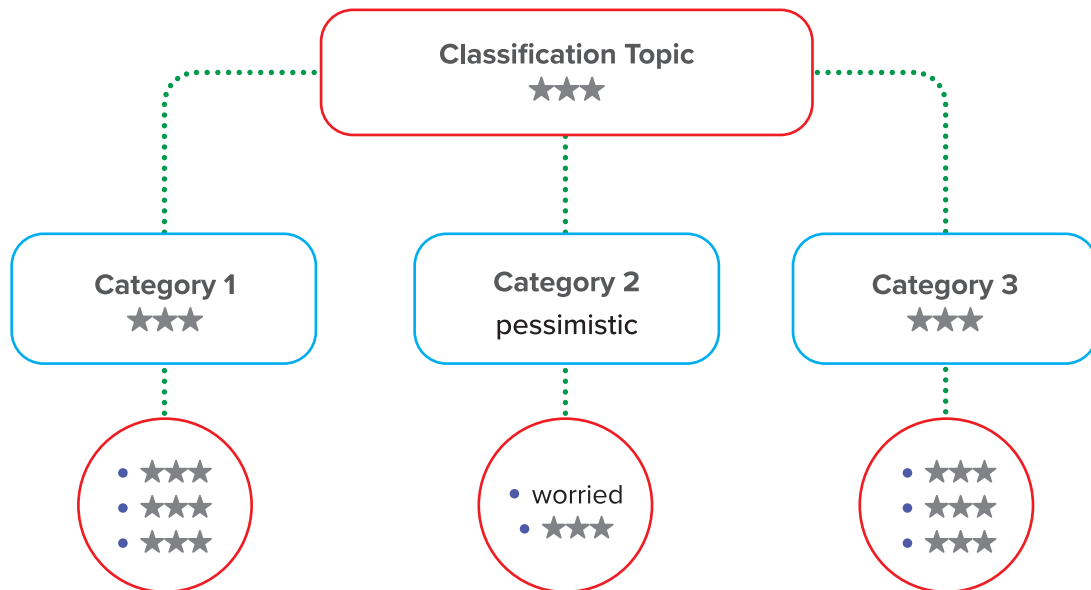 Classification Topic
★★★
Category 1
★★★
Category 2
pessimistic
Category 3
★★★
• ★★★
• ★★★
• ★★★
• worried
• ★★★
• ★★★
• ★★★
• ★★★